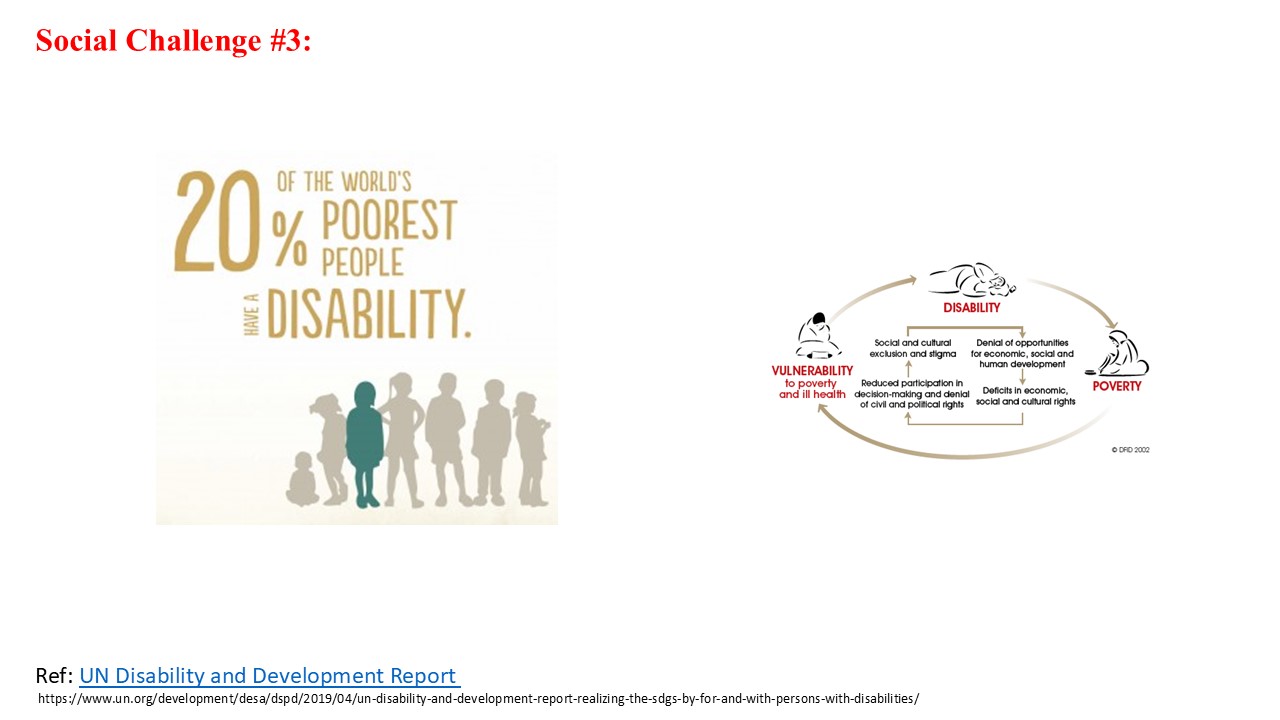 Social Challenge #3:
20% OF THE WORLD'S
POOREST
PEOPLE
HAVE A DISABILITY.
DISABILITY
Social and cultural
exclusion and stigma
Denial of opportunities
for economic, social and
human development
VULNERABILITY
to poverty
and ill health
Reduced participation in
decision-making and denial
of civil and political rights
Deficits in economic,
social and cultural rights
POVERTY
© DFID 2002
Ref: UN Disability and Development Report
https://www.un.org/development/desa/dspd/2019/04/un-disability-and-development-report-realizing-the-sdgs-by-for-and-with-persons-with-disabilities/